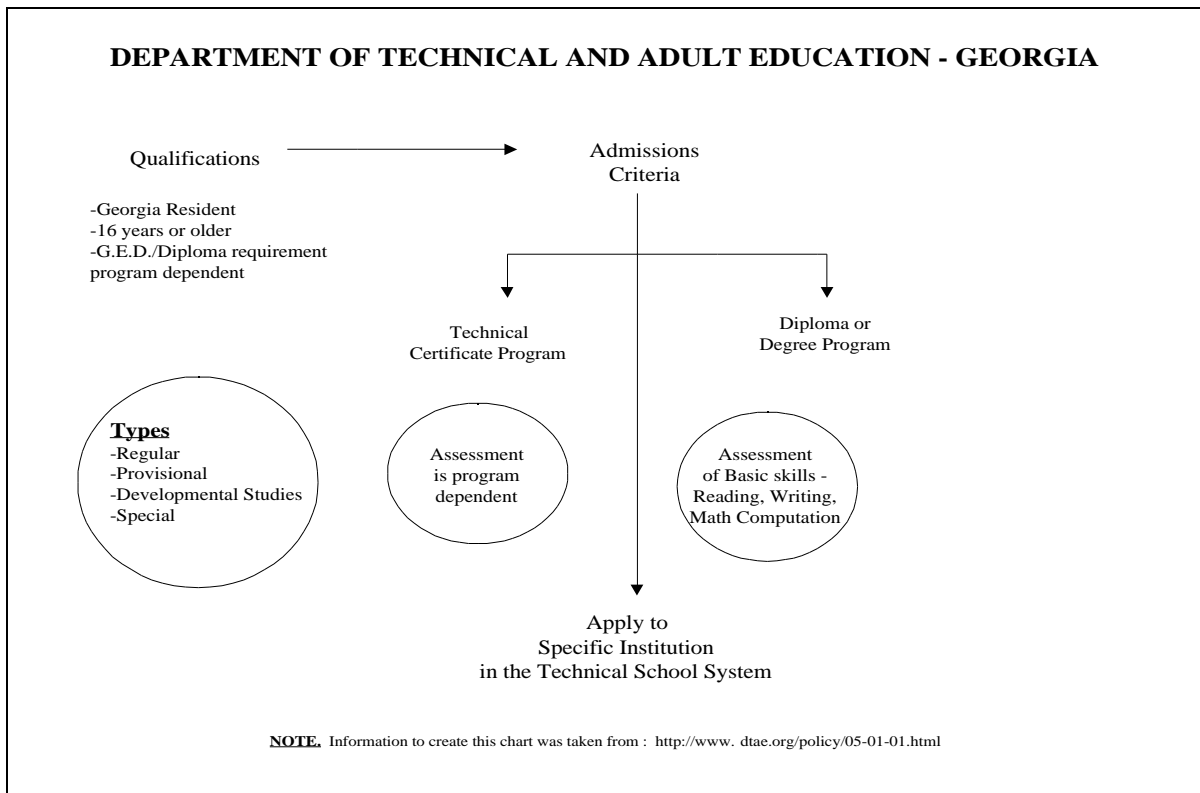 DEPARTMENT OF TECHNICAL AND ADULT EDUCATION - GEORGIA
Qualifications
Admissions
Criteria
-Georgia Resident
-16 years or older
-G.E.D./Diploma requirement
program dependent
Technical
Certificate Program
Diploma or
Degree Program
Types
-Regular
-Provisional
-Developmental Studies
-Special
Assessment
is program
dependent
Assessment
of Basic skills -
Reading, Writing,
Math Computation
Apply to
Specific Institution
in the Technical School System
NOTE. Information to create this chart was taken from : http://www. dtae.org/policy/05-01-01.html